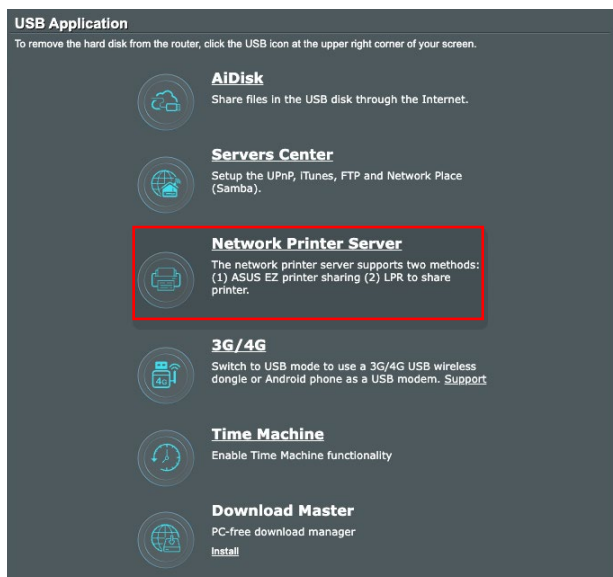 USB Application
To remove the hard disk from the router, click the USB icon at the upper right corner of your screen.
AiDisk
Share files in the USB disk through the Internet.
Servers Center
Setup the UPnP, iTunes, FTP and Network Place
(Samba).
Network Printer Server
The network printer server supports two methods:
(1) ASUS EZ printer sharing (2) LPR to share
printer.
4G
3G/4G
Switch to USB mode to use a 3G/4G USB wireless
dongle or Android phone as a USB modem. Support
Time Machine
Enable Time Machine functionality
Download Master
PC-free download manager
Install